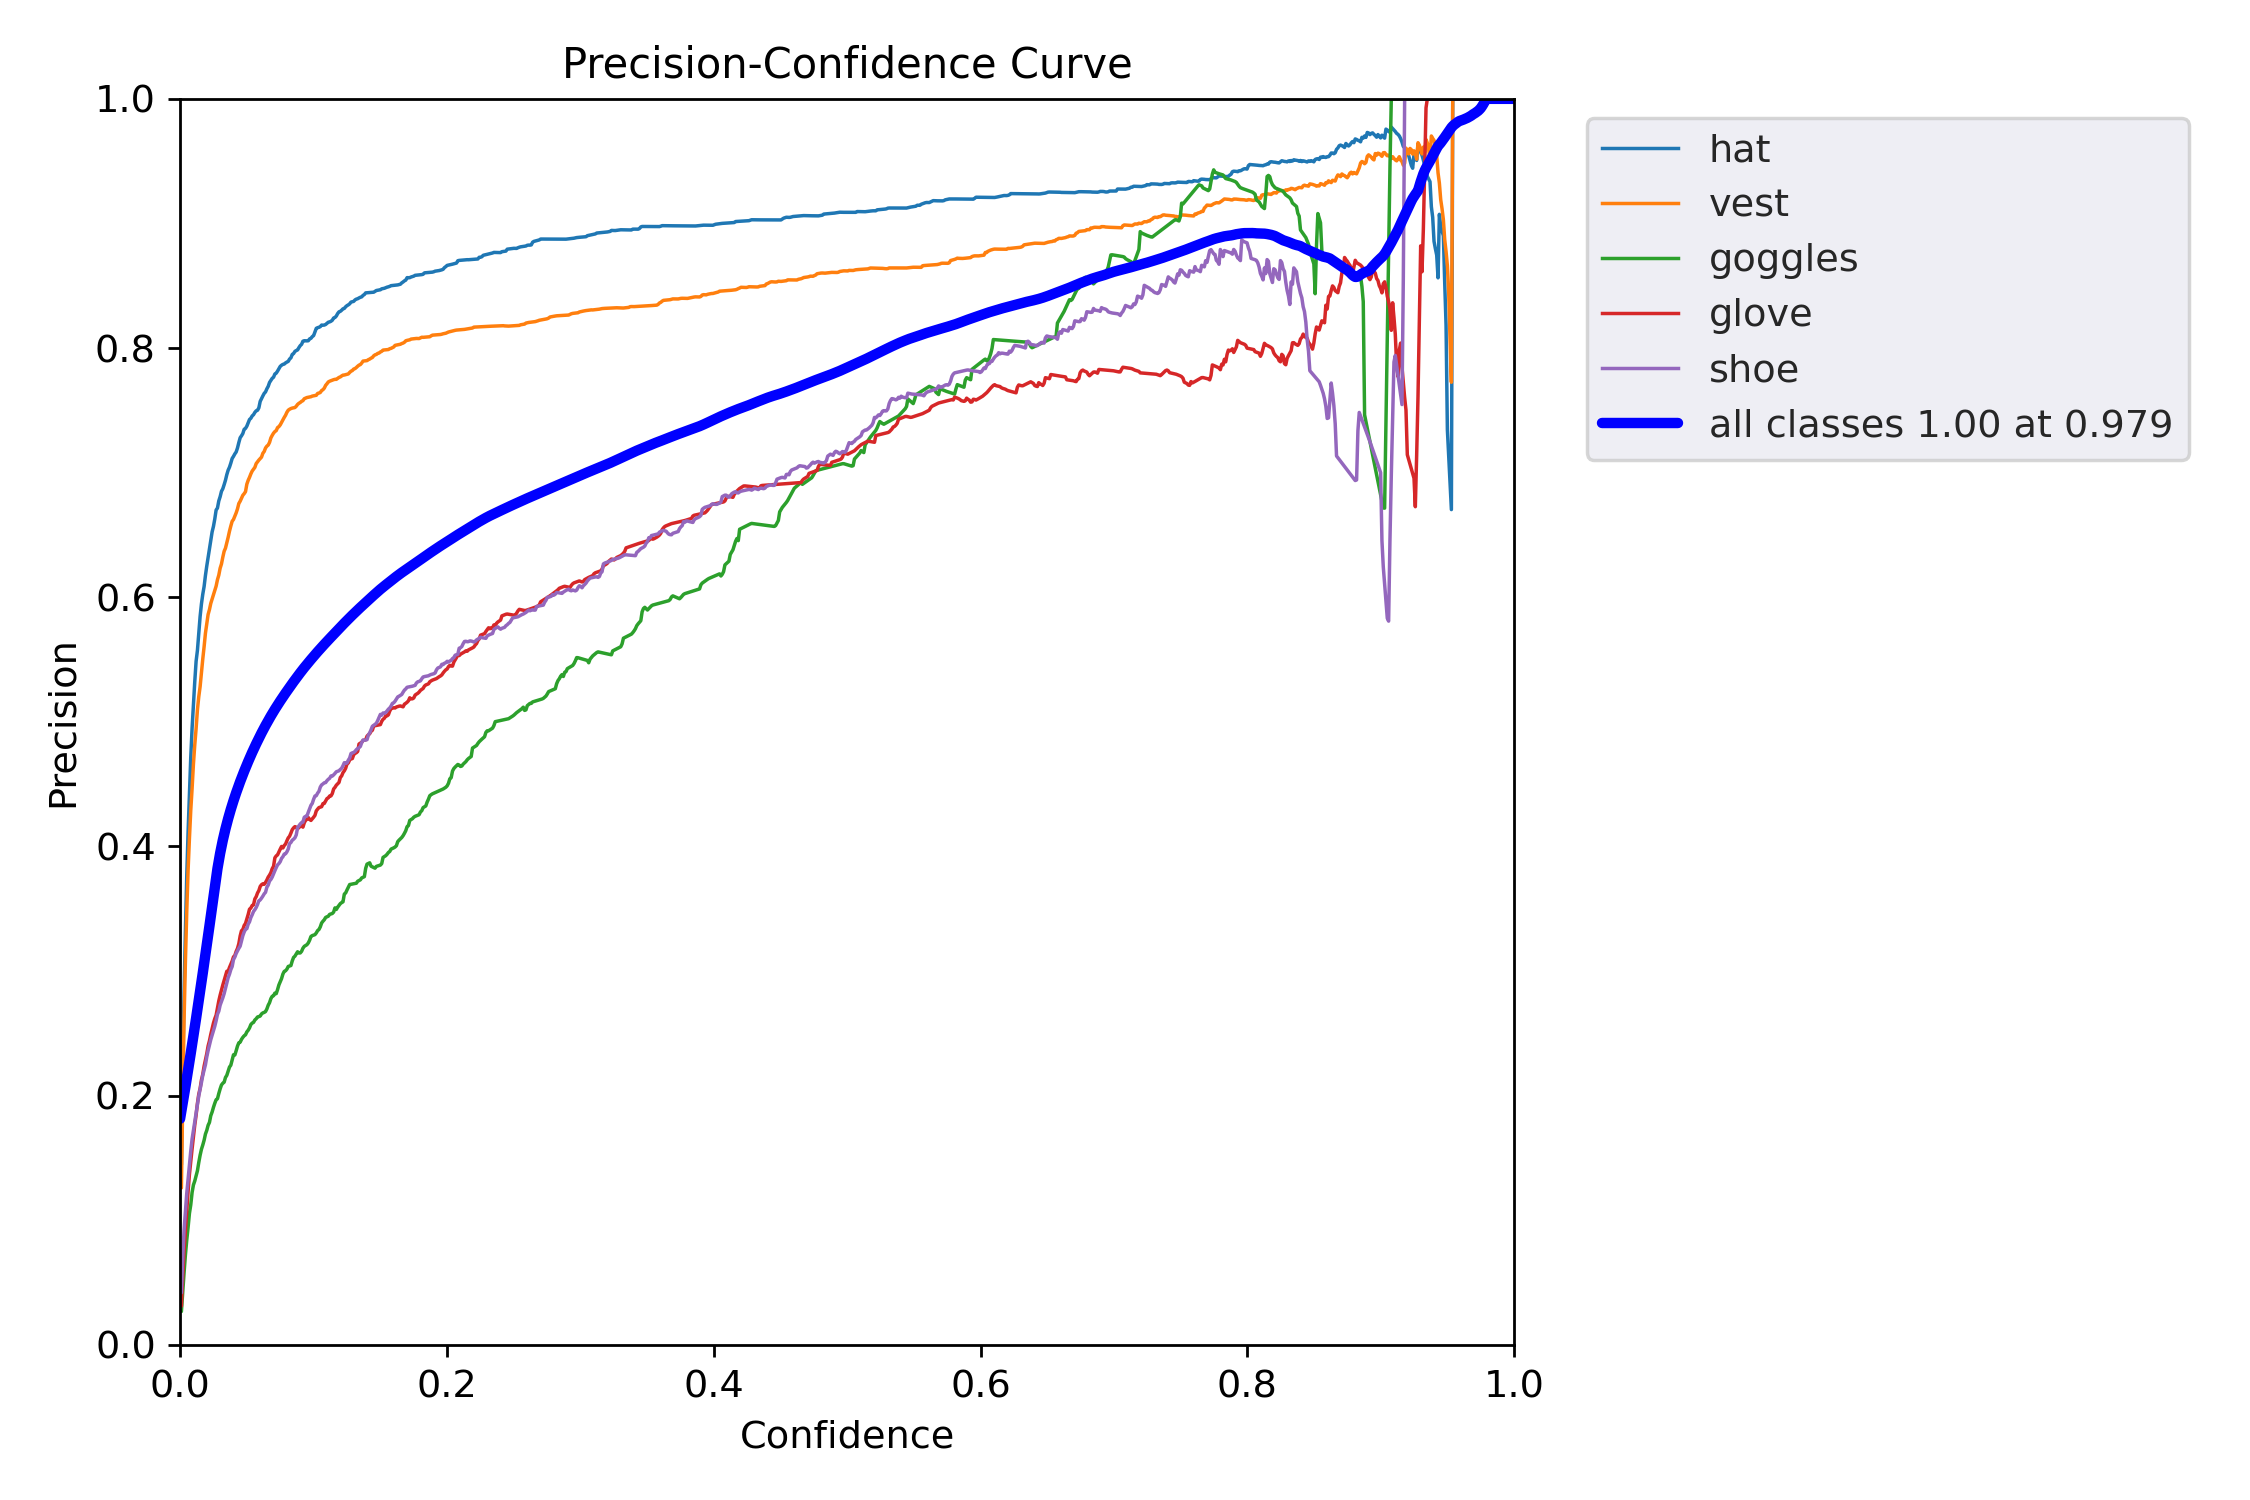 Precision-Confidence Curve
1.0
0.8
0.6
0.4
0.2
0.0
Precision
0.0 0.2 0.4 0.6 0.8 1.0
Confidence
hat
vest
goggles
glove
shoe
all classes 1.00 at 0.979